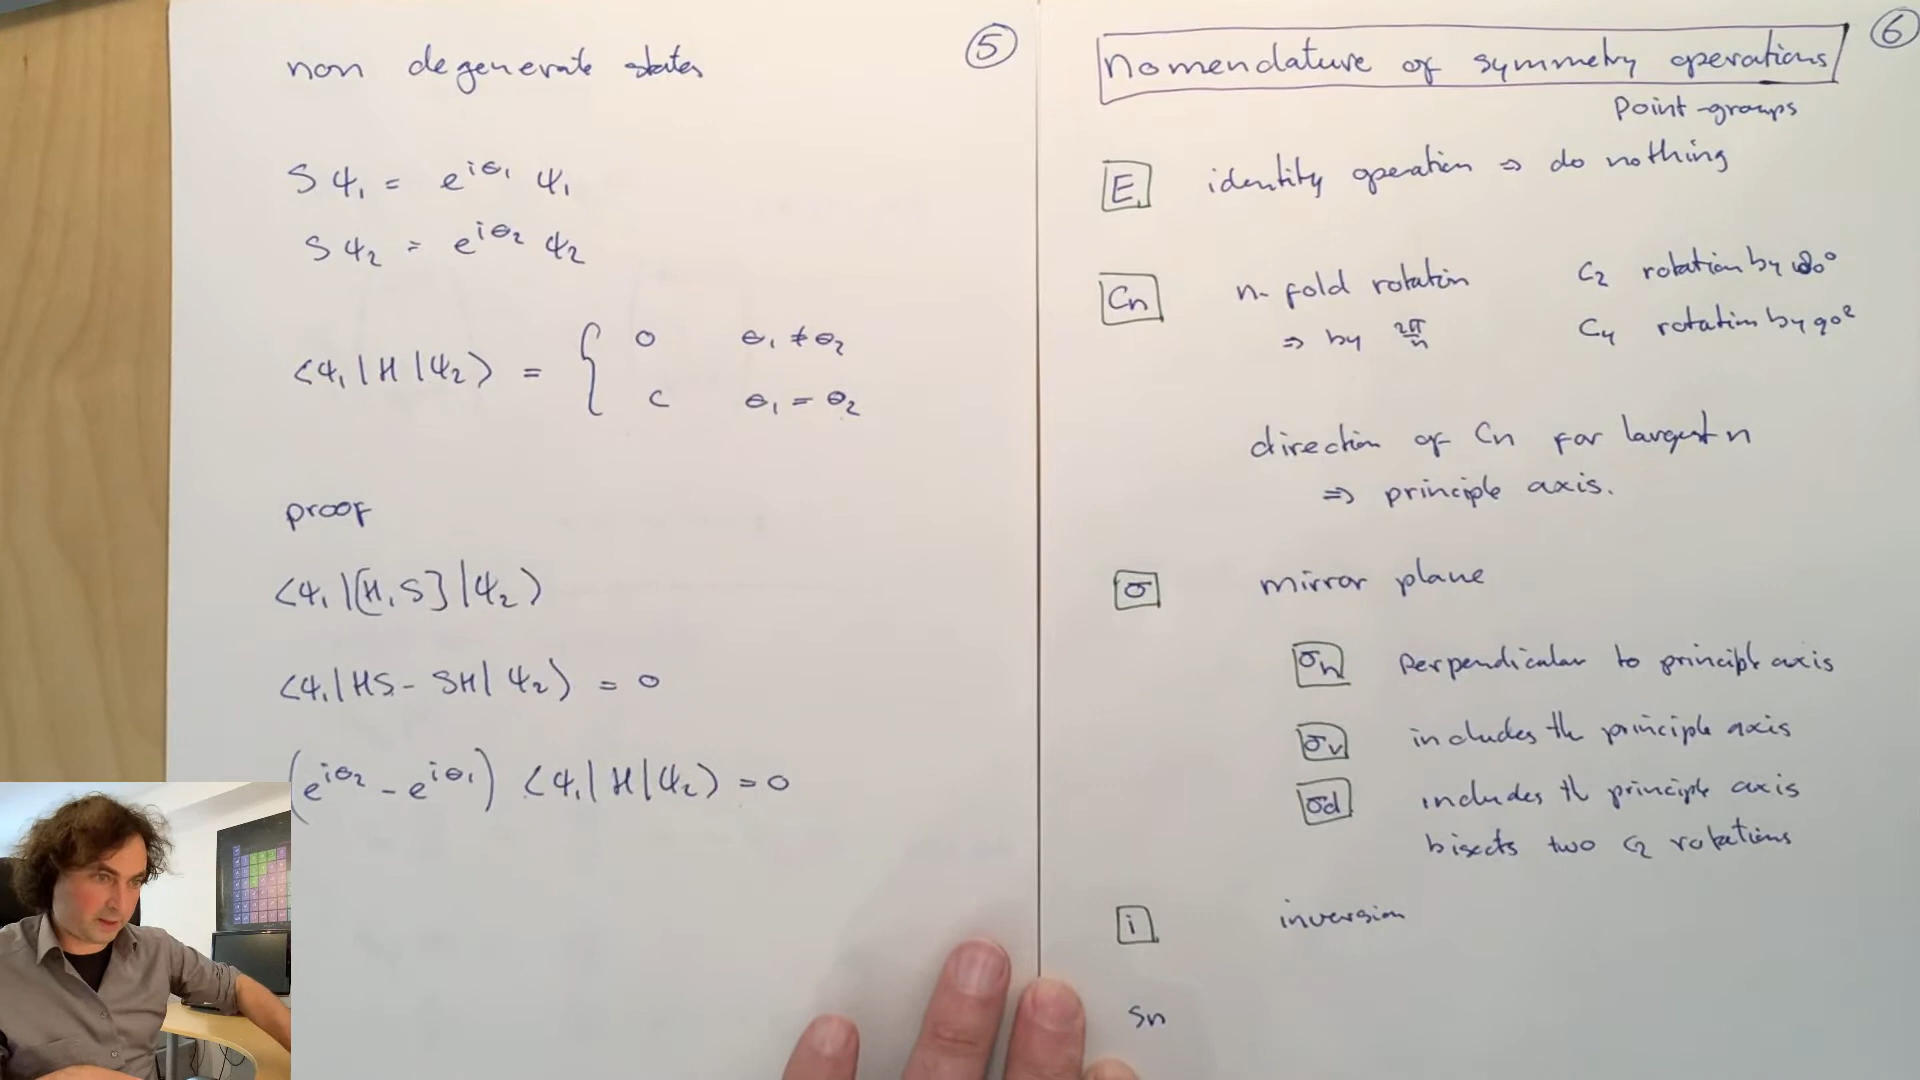 5
non degenerate states
Sψ₁ = e^{iθ₁} ψ₁
Sψ₂ = e^{iθ₂} ψ₂
⟨ψ₁|H|ψ₂⟩ = { 0 θ₁ ≠ θ₂
c θ₁ = θ₂
proof
⟨ψ₁|[H,S]|ψ₂⟩
⟨ψ₁|HS - SH|ψ₂⟩ = 0
(e^{iθ₂} - e^{iθ₁}) ⟨ψ₁|H|ψ₂⟩ = 0
6
nomenclature of symmetry operations
point-groups
E identity operation ⇒ do nothing
Cn n-fold rotation C₂ rotation by 180°
⇒ by 2π/n C₄ rotation by 90°
direction of Cn for largest n
⇒ principle axis.
σ mirror plane
σh perpendicular to principle axis
σv includes the principle axis
σd includes the principle axis
bisects two C₂ rotations
i inversion
Sn